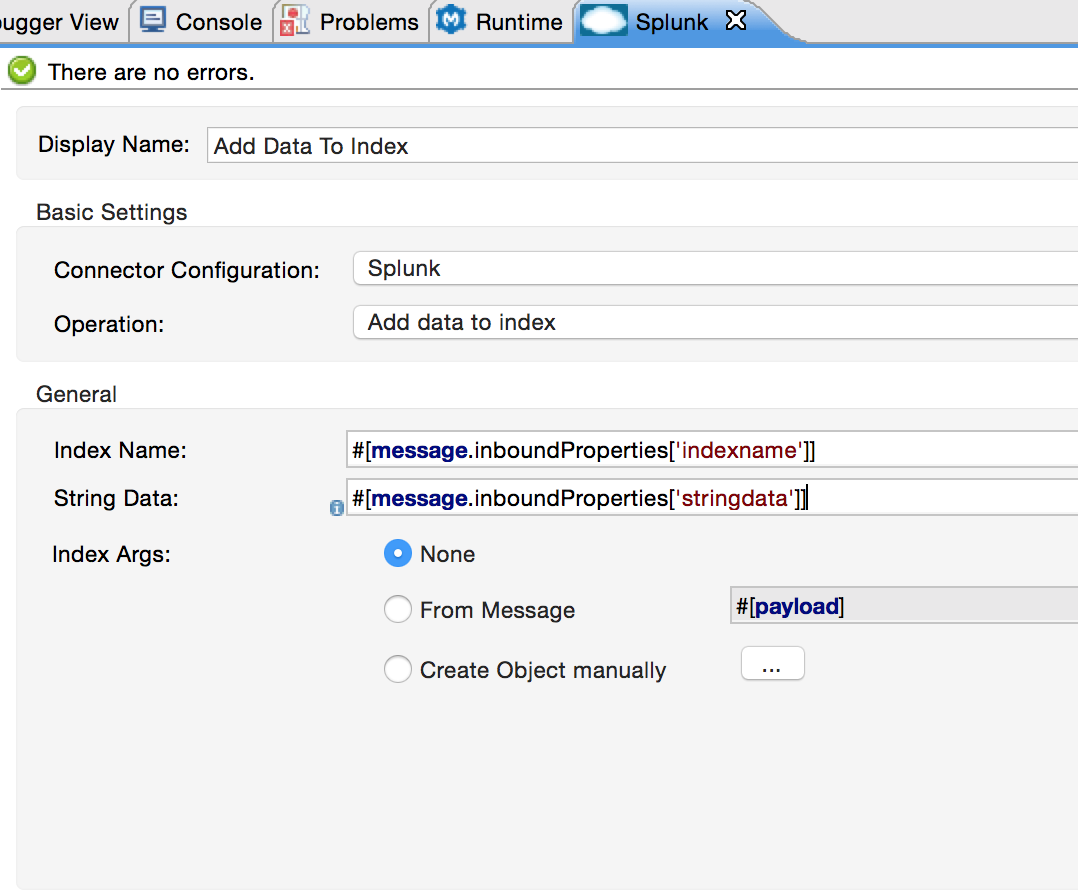 ugger View Console Problems Runtime Splunk
There are no errors.
Display Name: Add Data To Index
Basic Settings
Connector Configuration: Splunk
Operation: Add data to index
General
Index Name: #[message.inboundProperties['indexname']]
String Data: #[message.inboundProperties['stringdata']]
Index Args: None
From Message #[payload]
Create Object manually ...